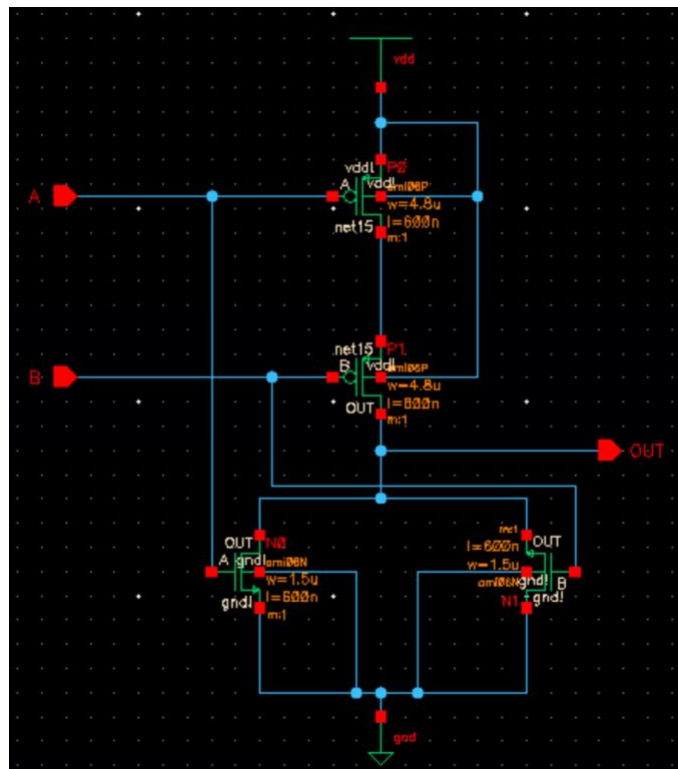 vdd
vdd! P0
A vdd! ami06P
A w=4.8u
l=600n
net15 m:1
net15 P1
B vdd! ami06P
B w=4.8u
l=600n
OUT m:1
OUT
OUT N0
A gnd! ami06N
w=1.5u
l=600n
gnd! m:1
OUT
l=600n
w=1.5u gnd! B
ami06N
N1 gnd!
gnd